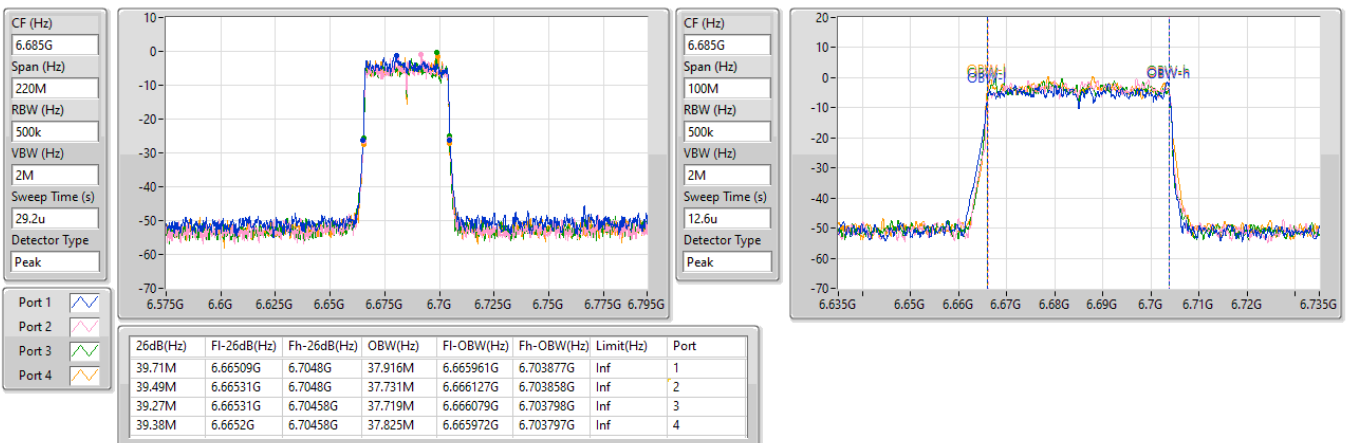 CF (Hz)
6.685G
Span (Hz)
220M
RBW (Hz)
500k
VBW (Hz)
2M
Sweep Time (s)
29.2u
Detector Type
Peak
10
0
-10
-20
-30
-40
-50
-60
-70
6.575G 6.6G 6.625G 6.65G 6.675G 6.7G 6.725G 6.75G 6.775G 6.795G
CF (Hz)
6.685G
Span (Hz)
100M
RBW (Hz)
500k
VBW (Hz)
2M
Sweep Time (s)
12.6u
Detector Type
Peak
20
10
0
-10
-20
-30
-40
-50
-60
-70
OBW-l OBW-h
6.635G 6.65G 6.66G 6.67G 6.68G 6.69G 6.7G 6.71G 6.72G 6.735G
Port 1
Port 2
Port 3
Port 4
26dB(Hz) Fl-26dB(Hz) Fh-26dB(Hz) OBW(Hz) Fl-OBW(Hz) Fh-OBW(Hz) Limit(Hz) Port
39.71M 6.66509G 6.7048G 37.916M 6.665961G 6.703877G Inf 1
39.49M 6.66531G 6.7048G 37.731M 6.666127G 6.703858G Inf 2
39.27M 6.66531G 6.70458G 37.719M 6.666079G 6.703798G Inf 3
39.38M 6.6652G 6.70458G 37.825M 6.665972G 6.703797G Inf 4